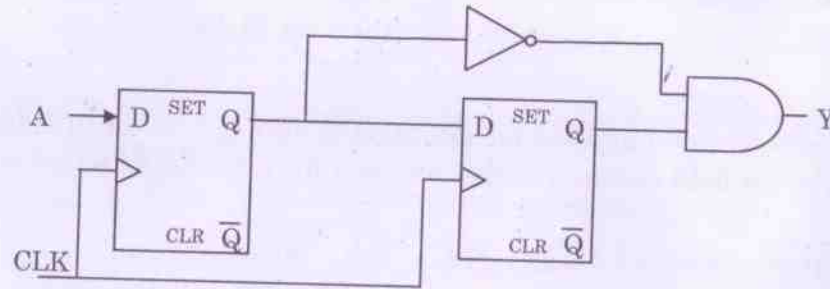 A D SET Q D SET Q Y
CLR Q̅ CLR Q̅
CLK